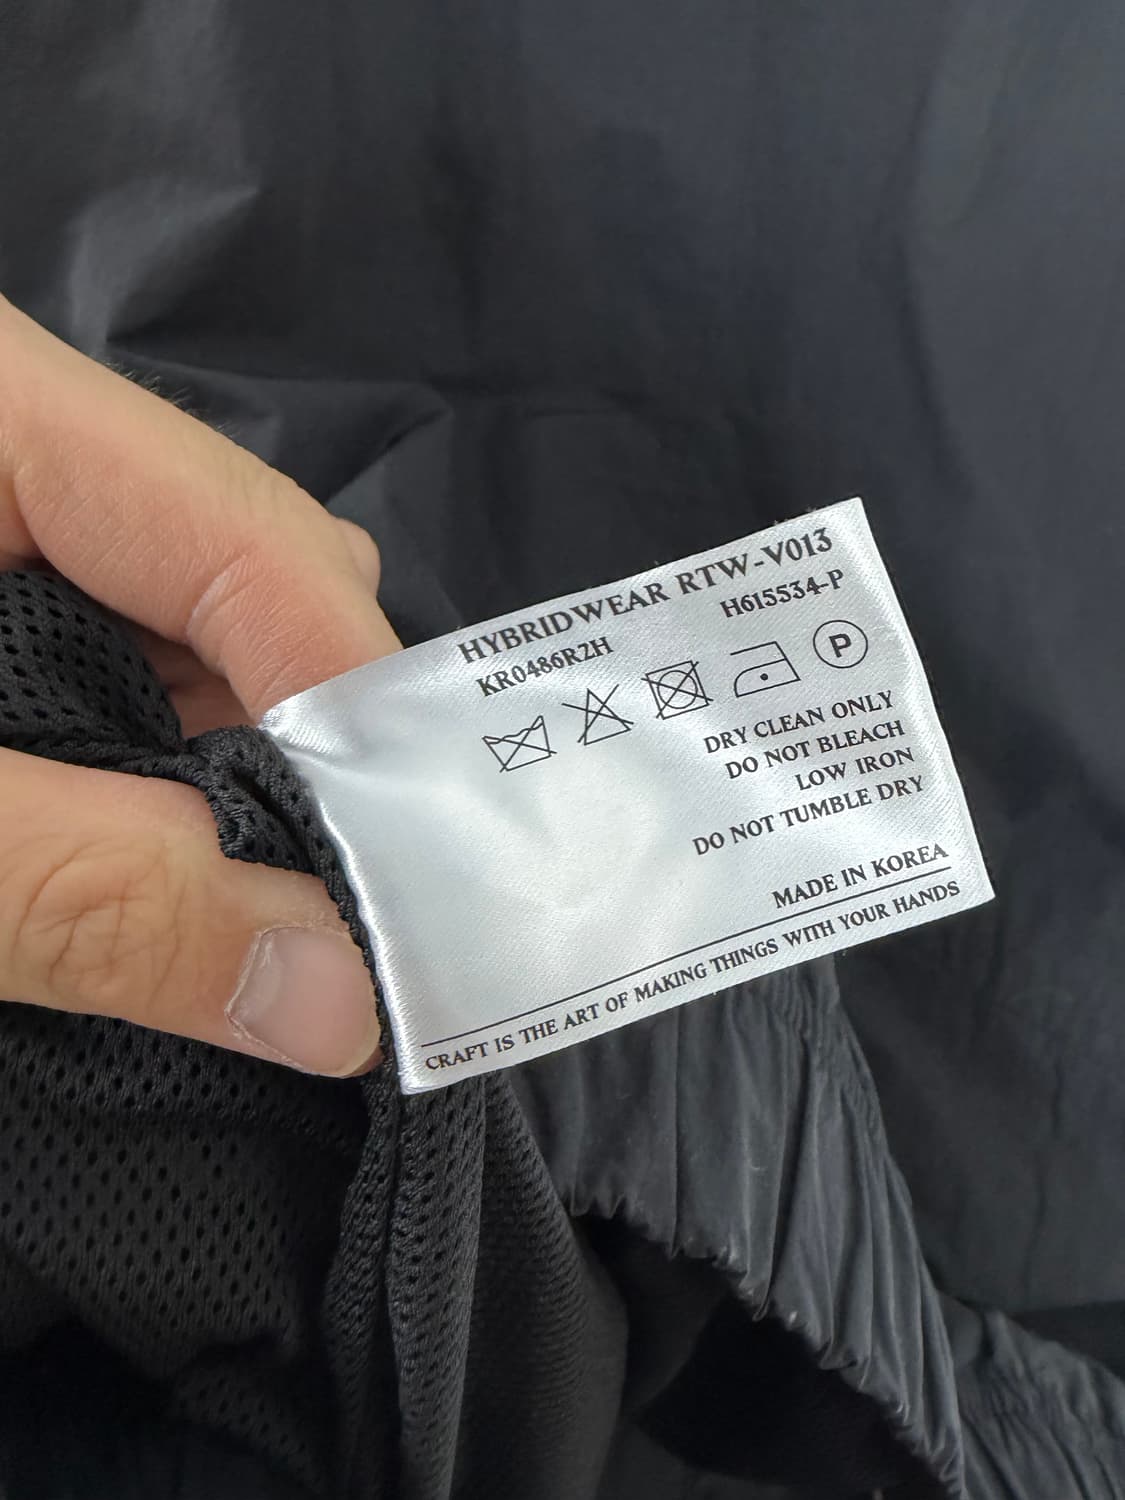 HYBRIDWEAR RTW-V013
KR0486R2H H615534-P
P
DRY CLEAN ONLY
DO NOT BLEACH
LOW IRON
DO NOT TUMBLE DRY
MADE IN KOREA
CRAFT IS THE ART OF MAKING THINGS WITH YOUR HANDS